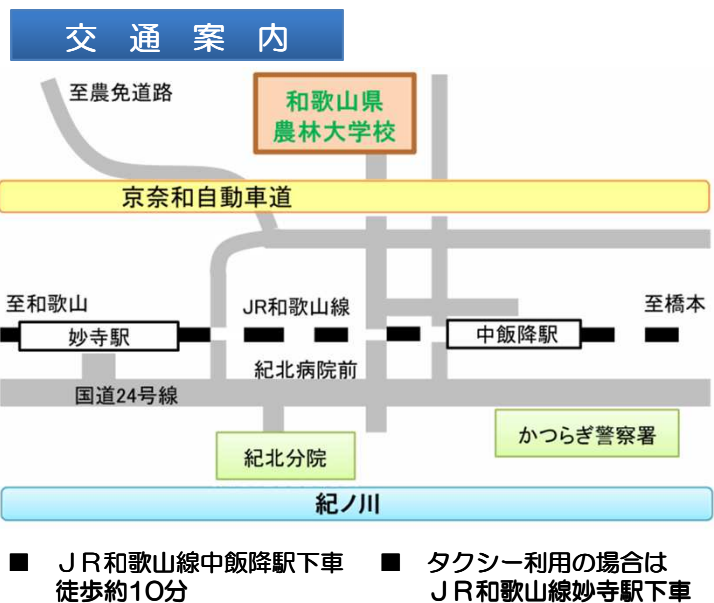 交通案内
至農免道路
和歌山県
農林大学校
京奈和自動車道
至和歌山
JR和歌山線
至橋本
妙寺駅
中飯降駅
紀北病院前
国道24号線
かつらぎ警察署
紀北分院
紀ノ川
■ ＪＲ和歌山線中飯降駅下車
徒歩約10分
■ タクシー利用の場合は
ＪＲ和歌山線妙寺駅下車